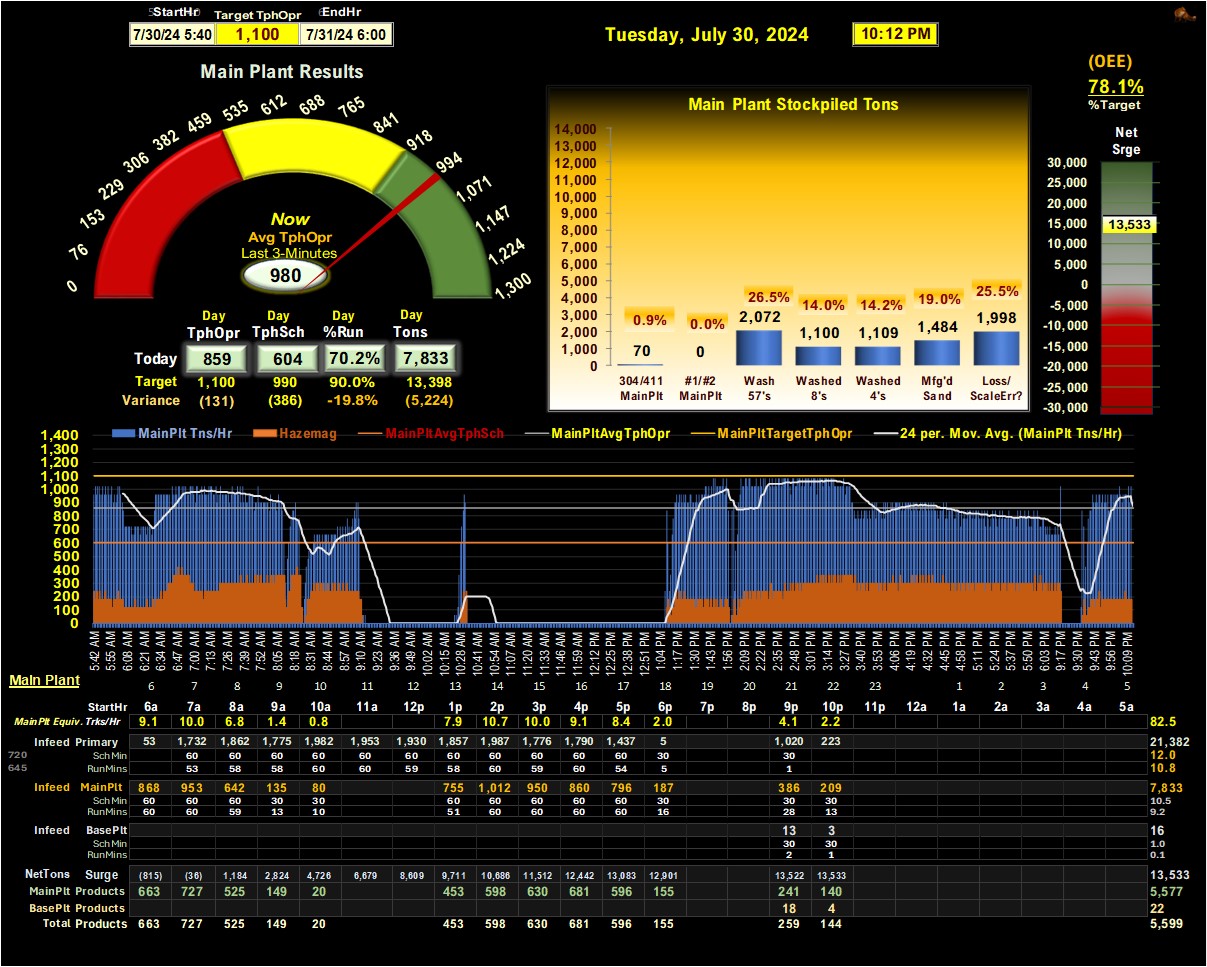 StartHr Target TphOpr EndHr
7/30/24 5:40 1,100 7/31/24 6:00
Tuesday, July 30, 2024 10:12 PM
(OEE)
78.1%
%Target
Main Plant Results
0 76 153 229 306 382 459 535 612 688 765 841 918 994 1,071 1,147 1,224 1,300
Now
Avg TphOpr
Last 3-Minutes
980
Day Day Day Day
TphOpr TphSch %Run Tons
Today 859 604 70.2% 7,833
Target 1,100 990 90.0% 13,398
Variance (131) (386) -19.8% (5,224)
Main Plant Stockpiled Tons
14,000
13,000
12,000
11,000
10,000
9,000
8,000
7,000
6,000
5,000
4,000
3,000
2,000
1,000
0
0.9% 0.0% 26.5% 14.0% 14.2% 19.0% 25.5%
70 0 2,072 1,100 1,109 1,484 1,998
304/411 #1/#2 Wash Washed Washed Mfg'd Loss/
MainPlt MainPlt 57's 8's 4's Sand ScaleErr?
Net
Srge
30,000
25,000
20,000
15,000
10,000
5,000
0
-5,000
-10,000
-15,000
-20,000
-25,000
-30,000
13,533
MainPlt Tns/Hr Hazemag MainPltAvgTphSch MainPltAvgTphOpr MainPltTargetTphOpr 24 per. Mov. Avg. (MainPlt Tns/Hr)
1,400
1,300
1,200
1,100
1,000
900
800
700
600
500
400
300
200
100
0
5:42 AM 5:55 AM 6:08 AM 6:21 AM 6:34 AM 6:47 AM 7:00 AM 7:13 AM 7:26 AM 7:39 AM 7:52 AM 8:05 AM 8:18 AM 8:31 AM 8:44 AM 8:57 AM 9:10 AM 9:23 AM 9:36 AM 9:49 AM 10:02 AM 10:15 AM 10:28 AM 10:41 AM 10:54 AM 11:07 AM 11:20 AM 11:33 AM 11:46 AM 11:59 AM 12:12 PM 12:25 PM 12:38 PM 12:51 PM 1:04 PM 1:17 PM 1:30 PM 1:43 PM 1:56 PM 2:09 PM 2:22 PM 2:35 PM 2:48 PM 3:01 PM 3:14 PM 3:27 PM 3:40 PM 3:53 PM 4:06 PM 4:19 PM 4:32 PM 4:45 PM 4:58 PM 5:11 PM 5:24 PM 5:37 PM 5:50 PM 9:04 PM 9:17 PM 9:30 PM 9:43 PM 9:56 PM 10:09 PM
Main Plant
6 7 8 9 10 11 12 13 14 15 16 17 18 19 20 21 22 23 1 2 3 4 5
StartHr 6a 7a 8a 9a 10a 11a 12p 1p 2p 3p 4p 5p 6p 7p 8p 9p 10p 11p 12a 1a 2a 3a 4a 5a
MainPlt Equiv. Trks/Hr 9.1 10.0 6.8 1.4 0.8 7.9 10.7 10.0 9.1 8.4 2.0 4.1 2.2 82.5
Infeed Primary 53 1,732 1,862 1,775 1,982 1,953 1,930 1,857 1,987 1,776 1,790 1,437 5 1,020 223 21,382
720 SchMin 60 60 60 60 60 60 60 60 60 60 60 30 30 12.0
645 RunMins 53 58 58 60 60 59 58 60 59 60 54 5 1 10.8
Infeed MainPlt 868 953 642 135 80 755 1,012 950 860 796 187 386 209 7,833
SchMin 60 60 60 30 30 60 60 60 60 60 30 30 30 10.5
RunMins 60 60 59 13 10 51 60 60 60 60 16 28 13 9.2
Infeed BasePlt 13 3 16
SchMin 30 30 1.0
RunMins 2 1 0.1
NetTons Surge (815) (36) 1,184 2,824 4,726 6,679 8,609 9,711 10,686 11,512 12,442 13,083 12,901 13,522 13,533 13,533
MainPlt Products 663 727 525 149 20 453 598 630 681 596 155 241 140 5,577
BasePlt Products 18 4 22
Total Products 663 727 525 149 20 453 598 630 681 596 155 259 144 5,599